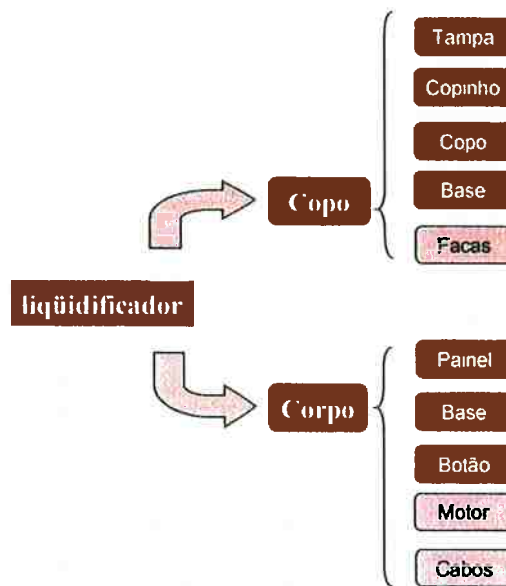 Tampa
Copinho
Copo
Base
Facas
Copo
liqüidificador
Corpo
Painel
Base
Botão
Motor
Cabos